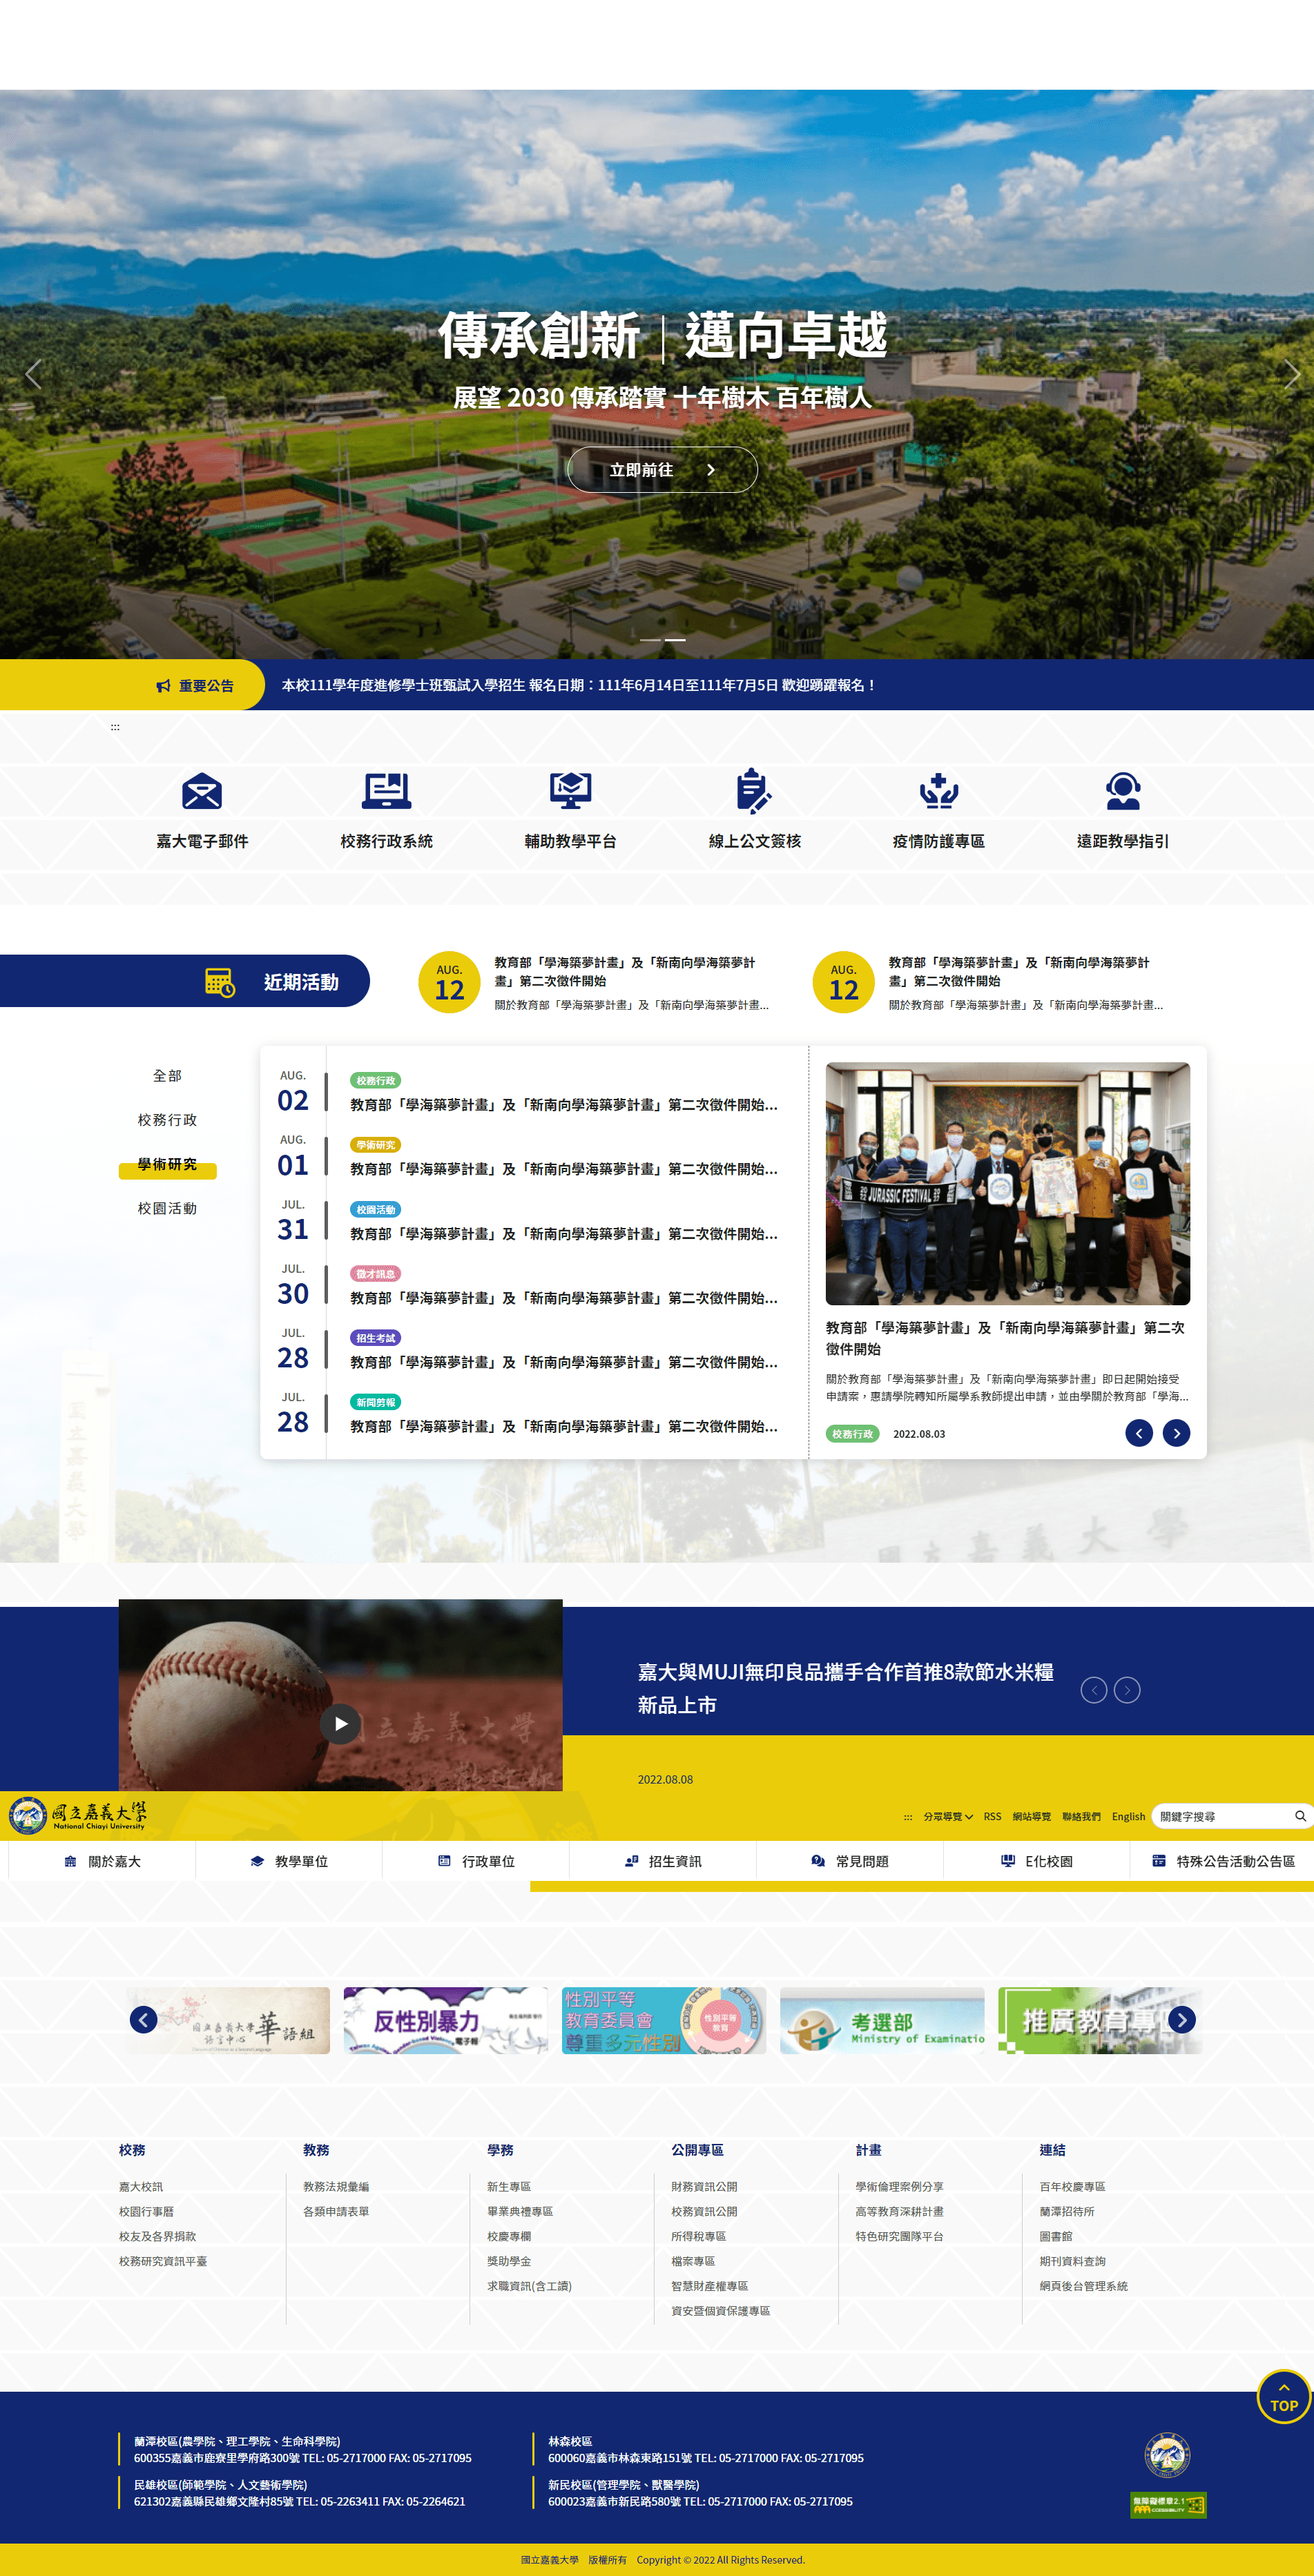 傳承創新｜邁向卓越
展望 2030 傳承踏實 十年樹木 百年樹人
立即前往
重要公告
本校111學年度進修學士班甄試入學招生 報名日期：111年6月14日至111年7月5日 歡迎踴躍報名！
:::
嘉大電子郵件
校務行政系統
輔助教學平台
線上公文簽核
疫情防護專區
遠距教學指引
近期活動
AUG.
12
教育部「學海築夢計畫」及「新南向學海築夢計
畫」第二次徵件開始
關於教育部「學海築夢計畫」及「新南向學海築夢計畫...
AUG.
12
教育部「學海築夢計畫」及「新南向學海築夢計
畫」第二次徵件開始
關於教育部「學海築夢計畫」及「新南向學海築夢計畫...
全部
校務行政
學術研究
校園活動
AUG.
02
校務行政
教育部「學海築夢計畫」及「新南向學海築夢計畫」第二次徵件開始...
AUG.
01
學術研究
教育部「學海築夢計畫」及「新南向學海築夢計畫」第二次徵件開始...
JUL.
31
校園活動
教育部「學海築夢計畫」及「新南向學海築夢計畫」第二次徵件開始...
JUL.
30
徵才訊息
教育部「學海築夢計畫」及「新南向學海築夢計畫」第二次徵件開始...
JUL.
28
招生考試
教育部「學海築夢計畫」及「新南向學海築夢計畫」第二次徵件開始...
JUL.
28
新聞剪報
教育部「學海築夢計畫」及「新南向學海築夢計畫」第二次徵件開始...
JURASSIC FESTIVAL
教育部「學海築夢計畫」及「新南向學海築夢計畫」第二次
徵件開始
關於教育部「學海築夢計畫」及「新南向學海築夢計畫」即日起開始接受
申請案，惠請學院轉知所屬學系教師提出申請，並由學關於教育部「學海...
校務行政
2022.08.03
國立嘉義大學
國立嘉義大學
國立嘉義大學
嘉大與MUJI無印良品攜手合作首推8款節水米糧
新品上市
2022.08.08
國立嘉義大學
National Chiayi University
:::
分眾導覽
RSS
網站導覽
聯絡我們
English
關鍵字搜尋
關於嘉大
教學單位
行政單位
招生資訊
常見問題
E化校園
特殊公告活動公告區
國立嘉義大學
語言中心
華語組
反性別暴力
電子報
性別平等
教育委員會
尊重多元性別
性別平等
教育
考選部
Ministry of Examinatio
推廣教育專區
校務
嘉大校訊
校園行事曆
校友及各界捐款
校務研究資訊平臺
教務
教務法規彙編
各類申請表單
學務
新生專區
畢業典禮專區
校慶專欄
獎助學金
求職資訊(含工讀)
公開專區
財務資訊公開
校務資訊公開
所得稅專區
檔案專區
智慧財產權專區
資安暨個資保護專區
計畫
學術倫理案例分享
高等教育深耕計畫
特色研究團隊平台
連結
百年校慶專區
蘭潭招待所
圖書館
期刊資料查詢
網頁後台管理系統
TOP
蘭潭校區(農學院、理工學院、生命科學院)
600355嘉義市鹿寮里學府路300號 TEL: 05-2717000 FAX: 05-2717095
林森校區
600060嘉義市林森東路151號 TEL: 05-2717000 FAX: 05-2717095
民雄校區(師範學院、人文藝術學院)
621302嘉義縣民雄鄉文隆村85號 TEL: 05-2263411 FAX: 05-2264621
新民校區(管理學院、獸醫學院)
600023嘉義市新民路580號 TEL: 05-2717000 FAX: 05-2717095
無障礙標章2.1
AA ACCESSIBILITY
國立嘉義大學 版權所有 Copyright © 2022 All Rights Reserved.